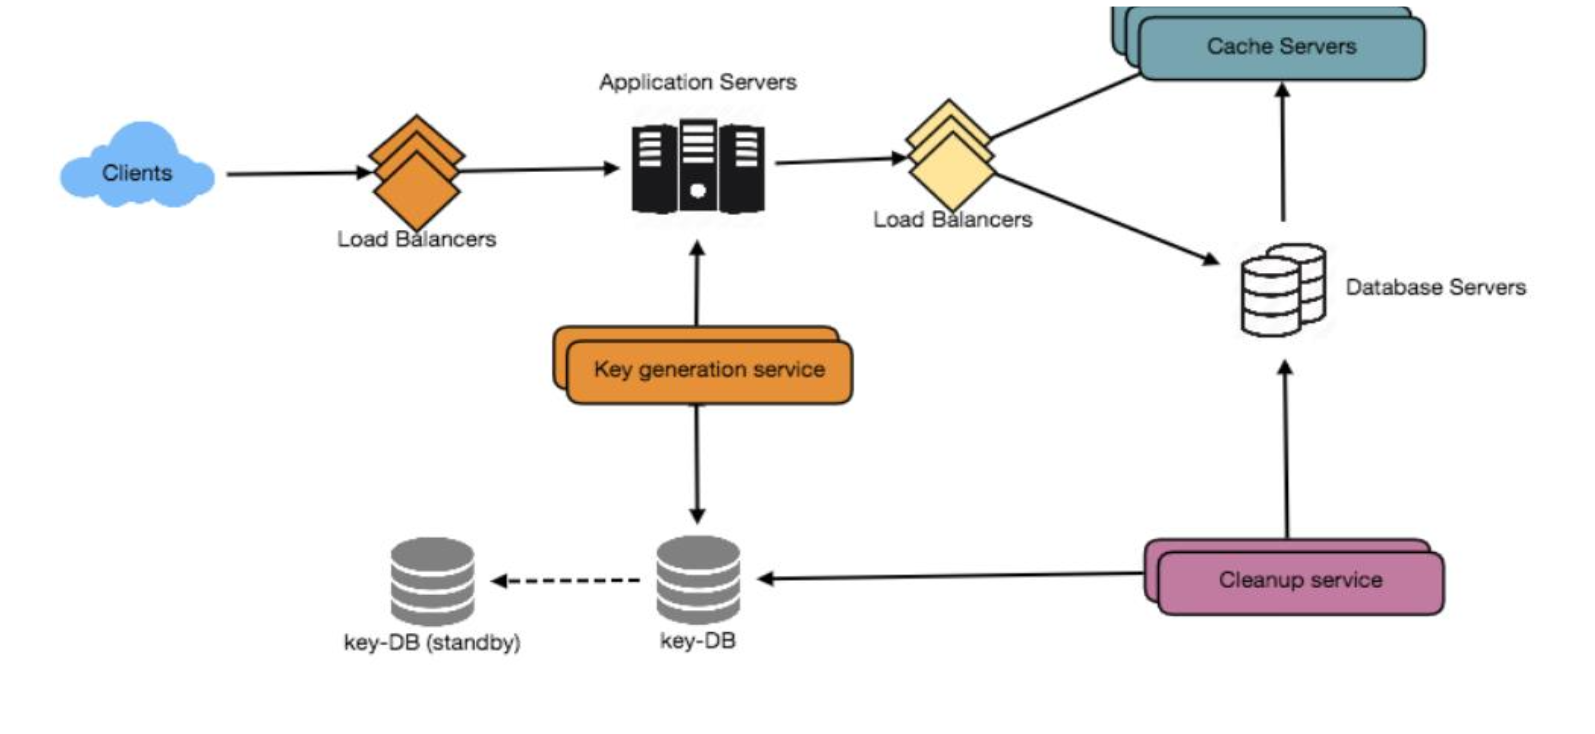 Cache Servers
Application Servers
Clients
Load Balancers
Load Balancers
Database Servers
Key generation service
Cleanup service
key-DB (standby)
key-DB